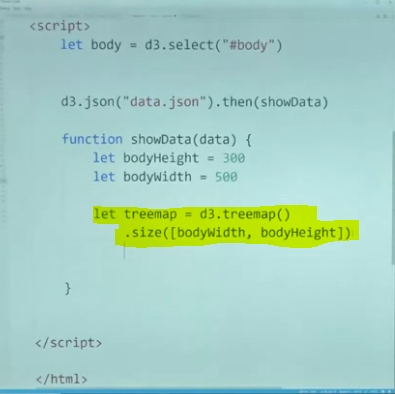 <script>
let body = d3.select("#body")
d3.json("data.json").then(showData)
function showData(data) {
let bodyHeight = 300
let bodyWidth = 500
let treemap = d3.treemap()
.size([bodyWidth, bodyHeight])
}
</script>
</html>